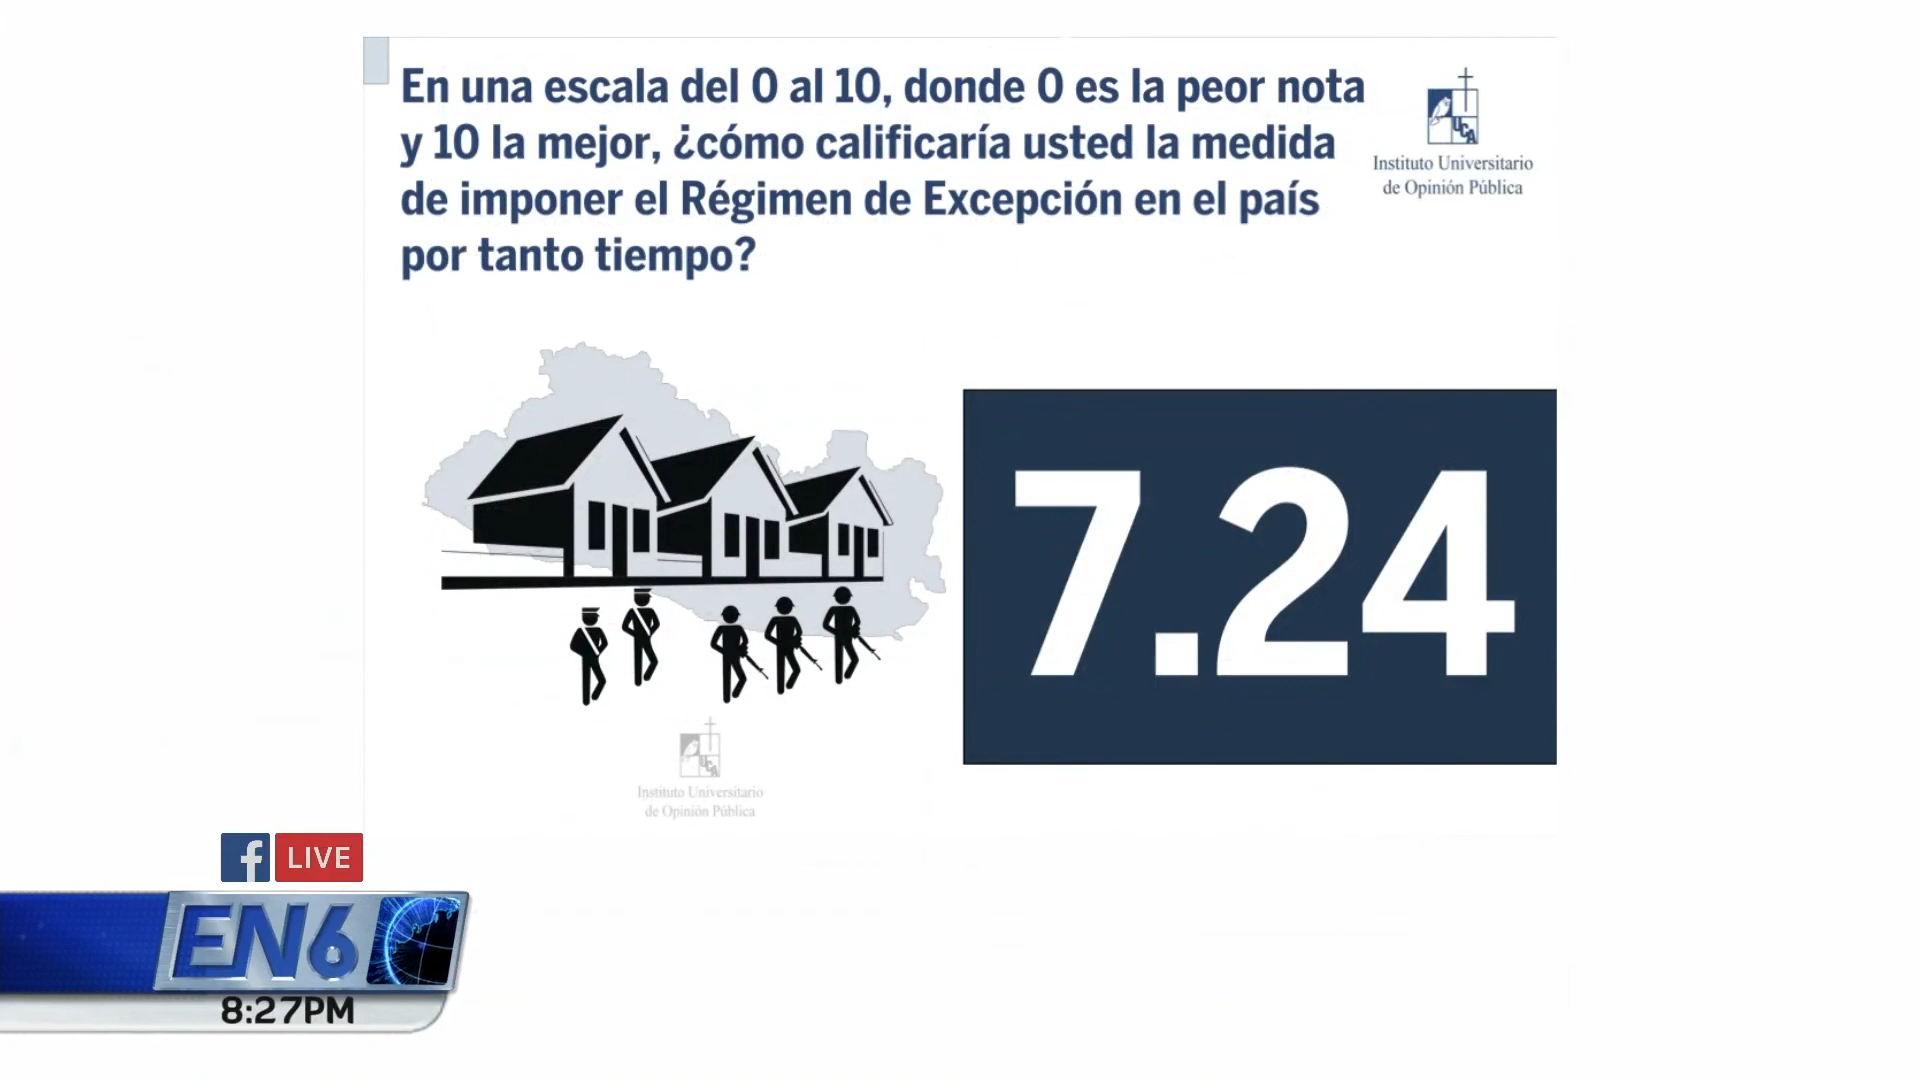 En una escala del 0 al 10, donde 0 es la peor nota
y 10 la mejor, ¿cómo calificaría usted la medida
de imponer el Régimen de Excepción en el país
por tanto tiempo?
UCA
Instituto Universitario
de Opinión Pública
7.24
UCA
Instituto Universitario
de Opinión Pública
f LIVE
EN6
8:27PM